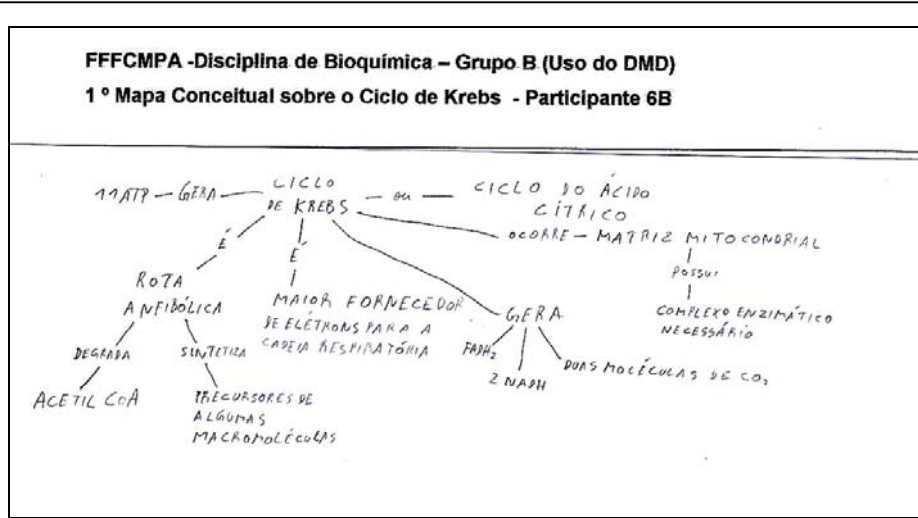 FFFCMPA -Disciplina de Bioquímica – Grupo B (Uso do DMD)
1 º Mapa Conceitual sobre o Ciclo de Krebs - Participante 6B
11 ATP — GERA — CICLO DE KREBS — ou — CICLO DO ÁCIDO
CÍTRICO
OCORRE — MATRIZ MITOCONDRIAL
POSSUI
COMPLEXO ENZIMÁTICO
NECESSÁRIO
É
ROTA
ANFIBÓLICA
DEGRADA
ACETIL CoA
SINTETIZA
PRECURSORES DE
ALGUMAS
MACROMOLÉCULAS
É
MAIOR FORNECEDOR
DE ELÉTRONS PARA A
CADEIA RESPIRATÓRIA
GERA
FADH₂
2 NADH
DUAS MOLÉCULAS DE CO₂